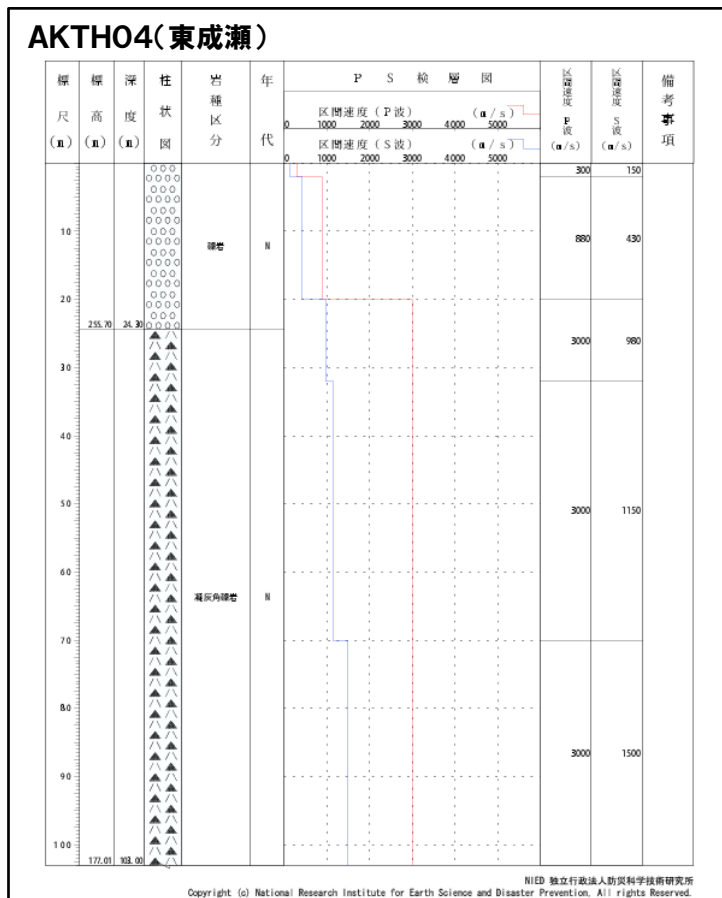 AKTH04(東成瀬)
標尺(m) 標高(m) 深度(m) 性状図 岩種区分 年代 PS検層図 区間速度 P波 (m/s) 区間速度 S波 (m/s) 備考事項
区間速度(P波) (m/s)
0 1000 2000 3000 4000 5000
区間速度(S波) (m/s)
0 1000 2000 3000 4000 5000
300 150
10 礫岩 N 880 430
20
255.70 24.30
3000 980
30
40
50
3000 1150
60
凝灰角礫岩 N
70
80
90
3000 1500
100
177.01 103.00
NIED 独立行政法人防災科学技術研究所
Copyright (c) National Research Institute for Earth Science and Disaster Prevention, All rights Reserved.